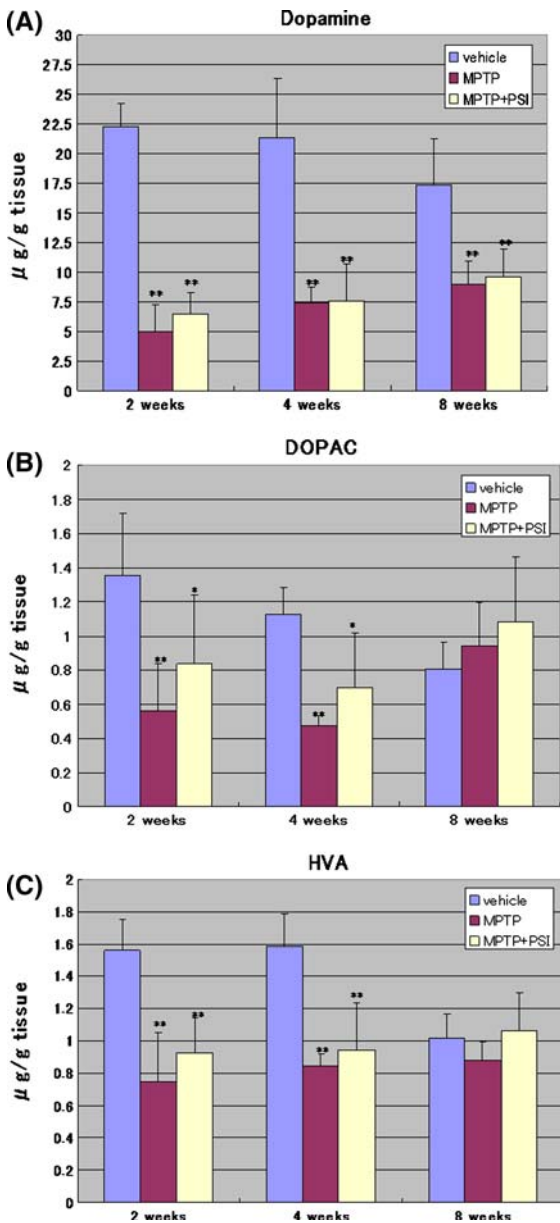 (A)
Dopamine
μg/g tissue
30
27.5
25
22.5
20
17.5
15
12.5
10
7.5
5
2.5
0
vehicle
MPTP
MPTP+PSI
** ** ** ** ** **
2 weeks 4 weeks 8 weeks
(B)
DOPAC
μg/g tissue
2
1.8
1.6
1.4
1.2
1
0.8
0.6
0.4
0.2
0
vehicle
MPTP
MPTP+PSI
** * ** *
2 weeks 4 weeks 8 weeks
(C)
HVA
μg/g tissue
2
1.8
1.6
1.4
1.2
1
0.8
0.6
0.4
0.2
0
vehicle
MPTP
MPTP+PSI
** ** ** **
2 weeks 4 weeks 8 weeks